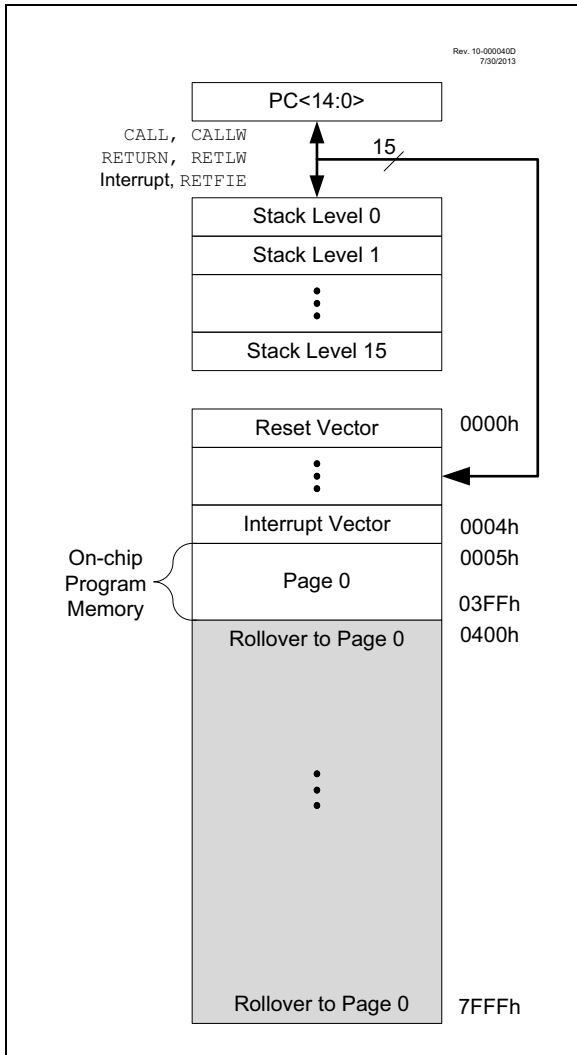 Rev. 10-000040D
7/30/2013
PC<14:0>
CALL, CALLW
RETURN, RETLW
Interrupt, RETFIE
15
Stack Level 0
Stack Level 1
Stack Level 15
Reset Vector
0000h
Interrupt Vector
0004h
On-chip
Program
Memory
Page 0
0005h
03FFh
Rollover to Page 0
0400h
Rollover to Page 0
7FFFh